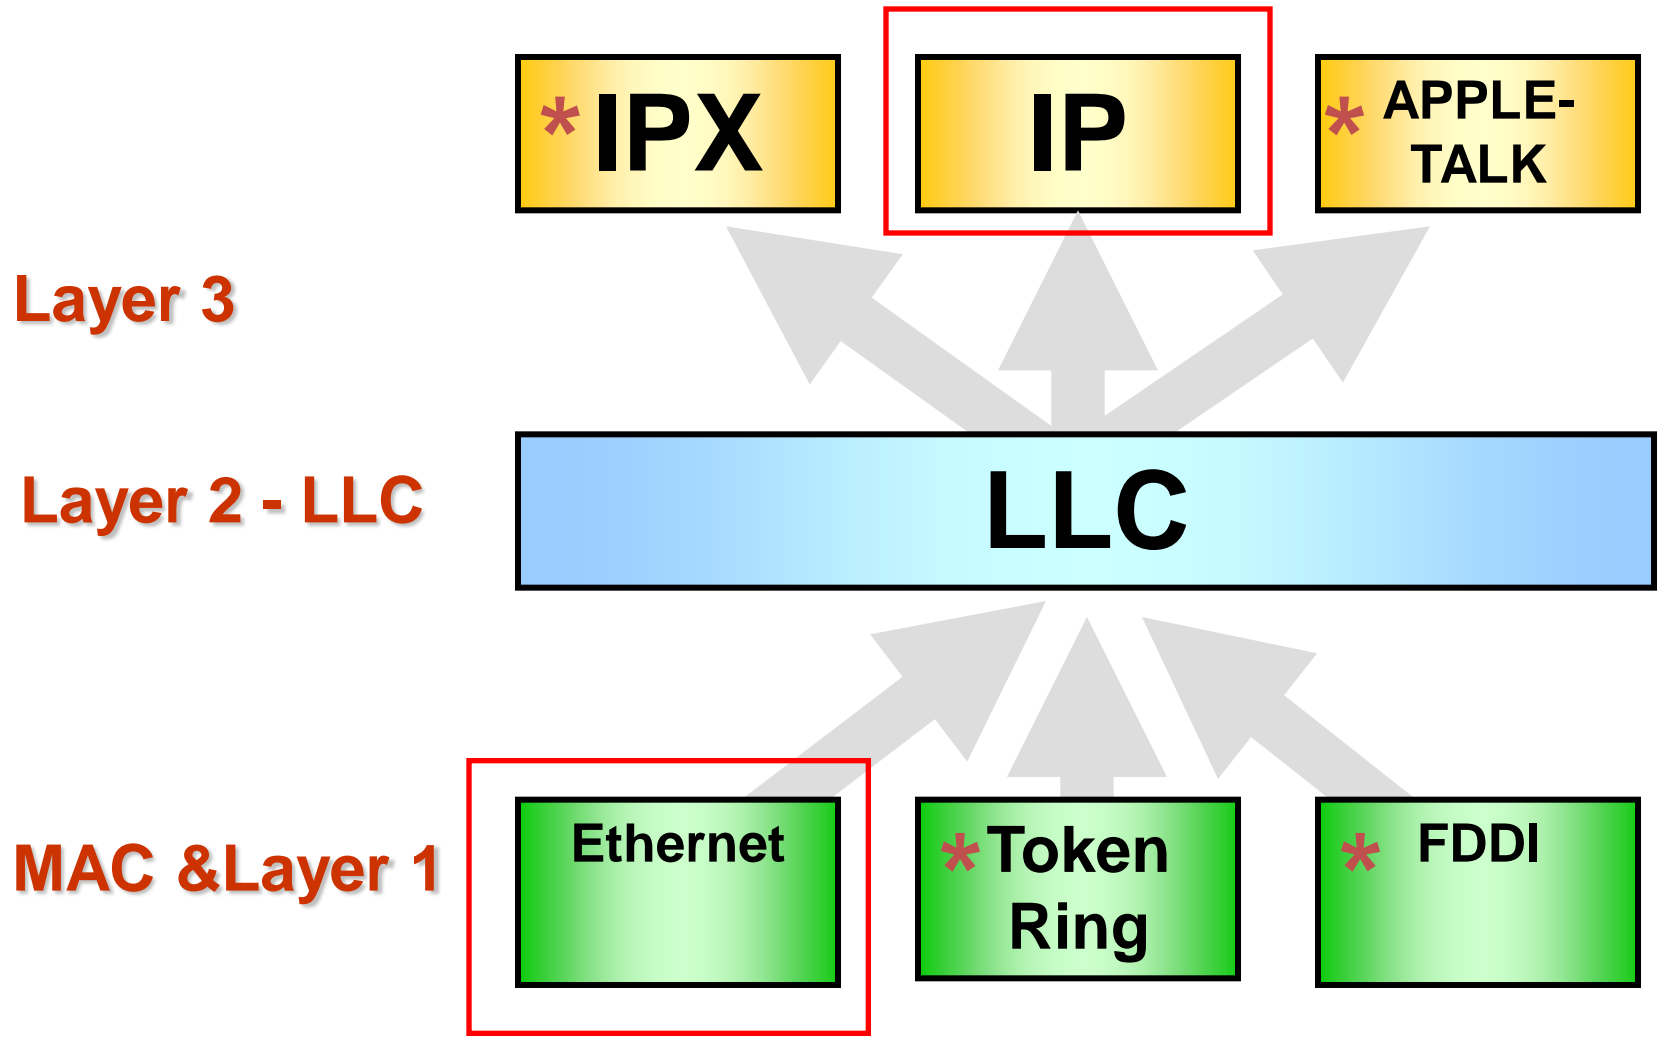 * IPX
IP
* APPLE-
TALK
Layer 3
Layer 2 - LLC
LLC
MAC &Layer 1
Ethernet
* Token
Ring
* FDDI